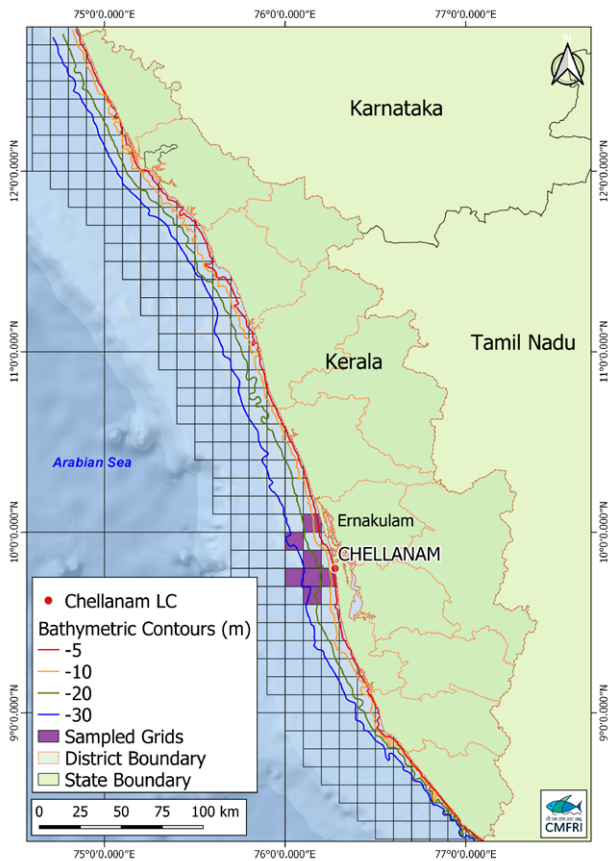 75°0'0.000"E 76°0'0.000"E 77°0'0.000"E
N
Karnataka
12°0'0.000"N
12°0'0.000"N
Tamil Nadu
11°0'0.000"N
11°0'0.000"N
Kerala
Arabian Sea
Ernakulam
10°0'0.000"N
10°0'0.000"N
CHELLANAM
Chellanam LC
Bathymetric Contours (m)
-5
-10
-20
-30
Sampled Grids
District Boundary
State Boundary
9°0'0.000"N
9°0'0.000"N
0 25 50 75 100 km
CMFRI
75°0'0.000"E 76°0'0.000"E 77°0'0.000"E